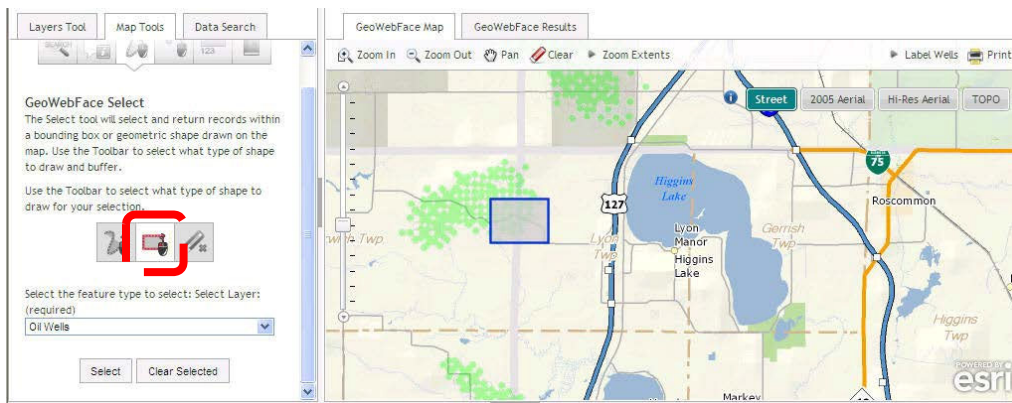 Layers Tool Map Tools Data Search
SEARCH
123
GeoWebFace Select
The Select tool will select and return records within
a bounding box or geometric shape drawn on the
map. Use the Toolbar to select what type of shape
to draw and buffer.
Use the Toolbar to select what type of shape to
draw for your selection.
Select the feature type to select: Select Layer:
(required)
Oil Wells
Select Clear Selected
GeoWebFace Map GeoWebFace Results
Zoom In Zoom Out Pan Clear Zoom Extents Label Wells Print
Street 2005 Aerial Hi-Res Aerial TOPO
75
Higgins
Lake
127
Roscommon
Lyon
Manor
Higgins
Lake
Gerrish
Twp
Lyon
Twp
Twp
Higgins
Twp
POWERED BY
esri
Markey